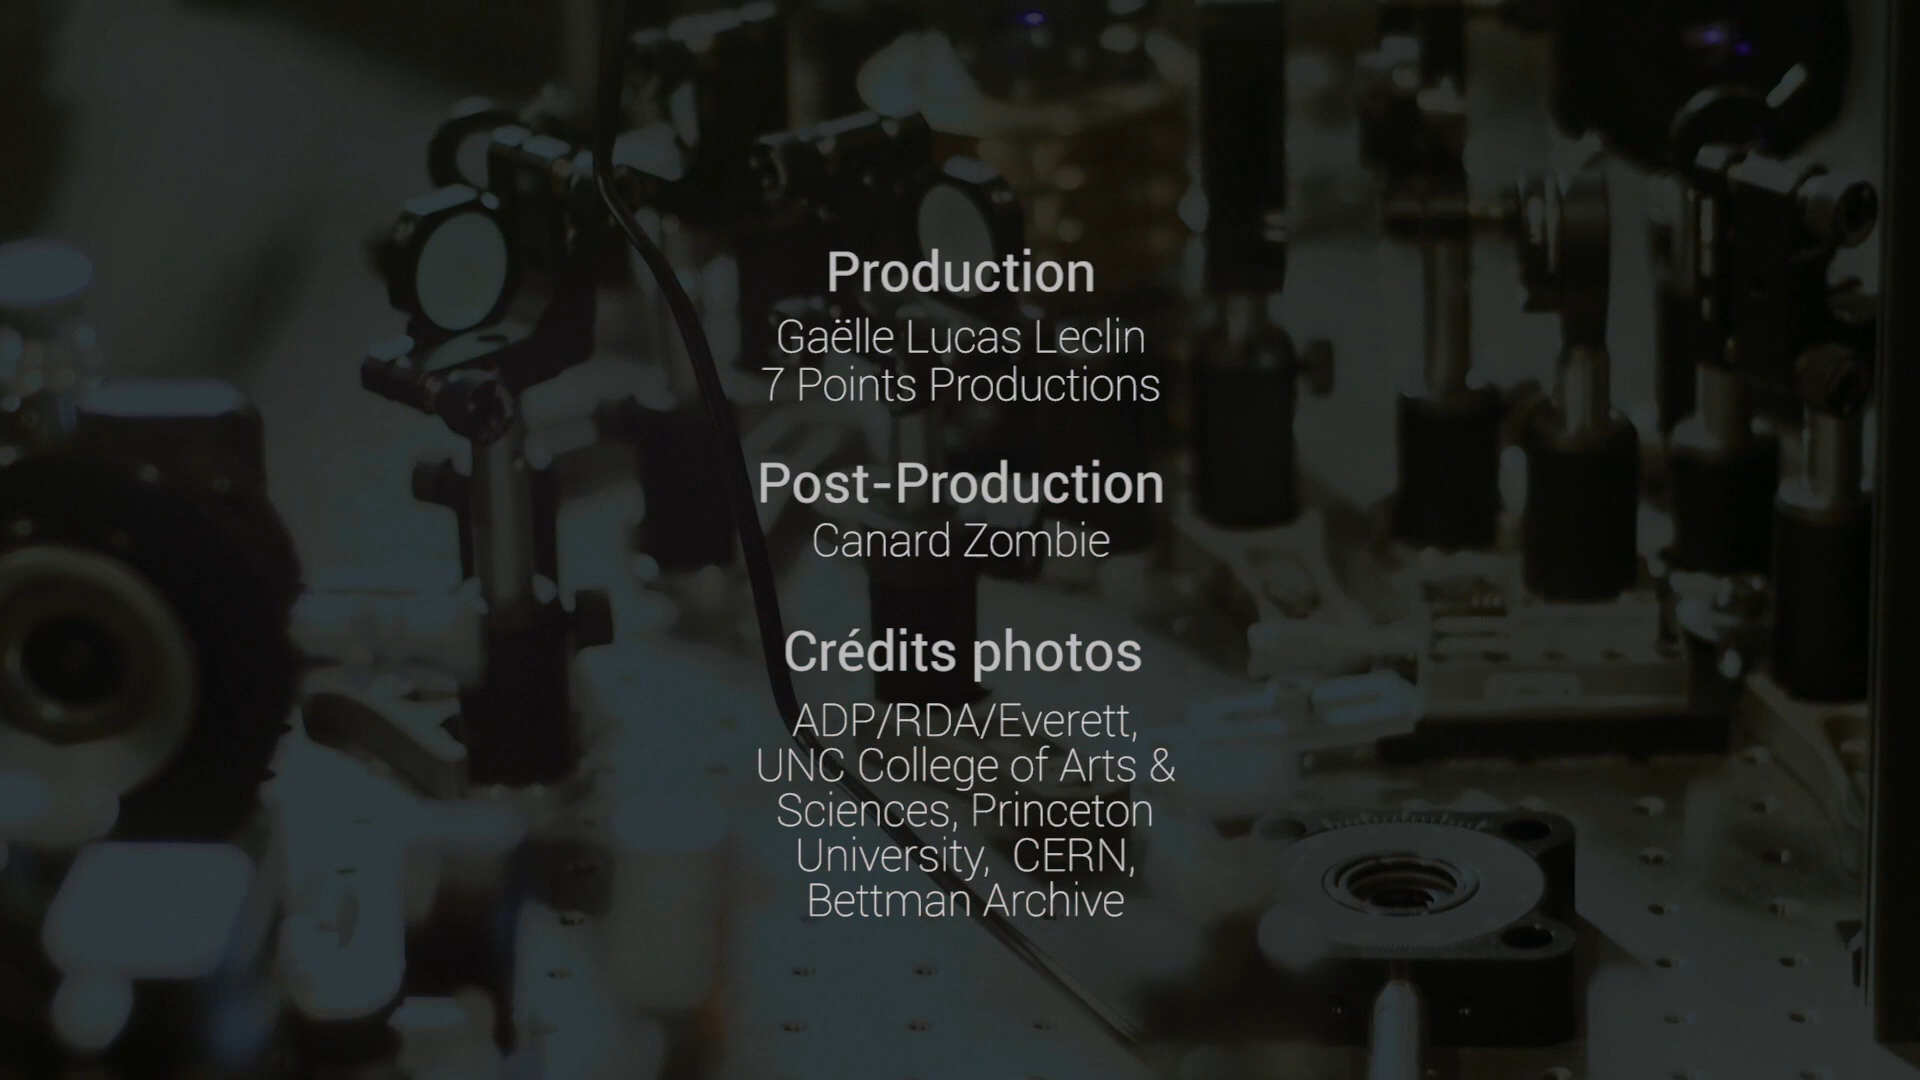 Production
Gaëlle Lucas Leclin
7 Points Productions
Post-Production
Canard Zombie
Crédits photos
ADP/RDA/Everett,
UNC College of Arts &
Sciences, Princeton
University,  CERN,
Bettman Archive